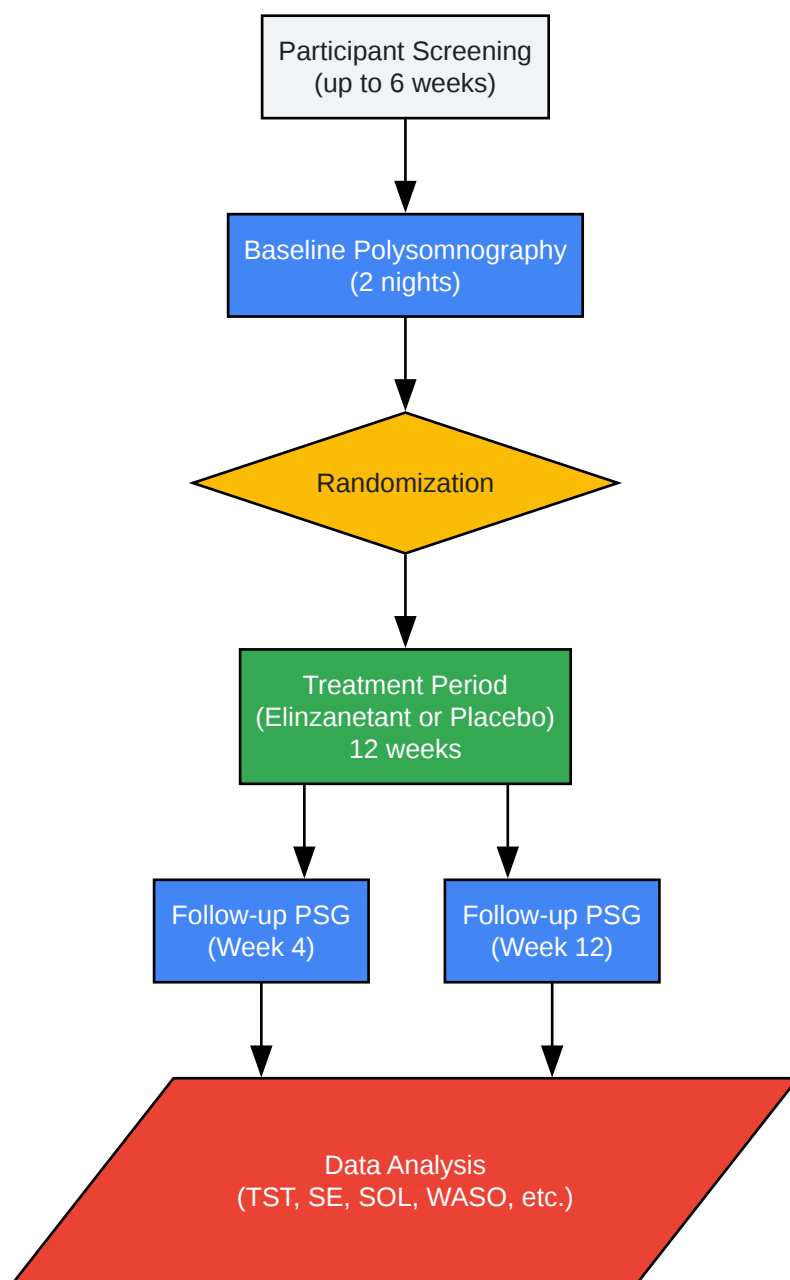 Participant Screening
(up to 6 weeks)
Baseline Polysomnography
(2 nights)
Randomization
Treatment Period
(Elinzanetant or Placebo)
12 weeks
Follow-up PSG
(Week 4)
Follow-up PSG
(Week 12)
Data Analysis
(TST, SE, SOL, WASO, etc.)